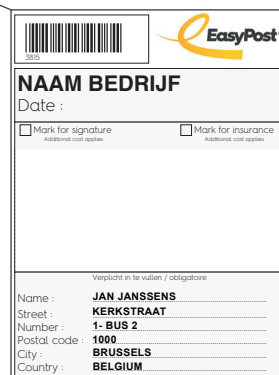 EasyPost
3815
NAAM BEDRIJF
Date :
Mark for signature
Additional cost applies
Mark for insurance
Additional cost applies
Verplicht in te vullen / obligatoire
Name : JAN JANSSENS
Street : KERKSTRAAT
Number : 1- BUS 2
Postal code : 1000
City : BRUSSELS
Country : BELGIUM